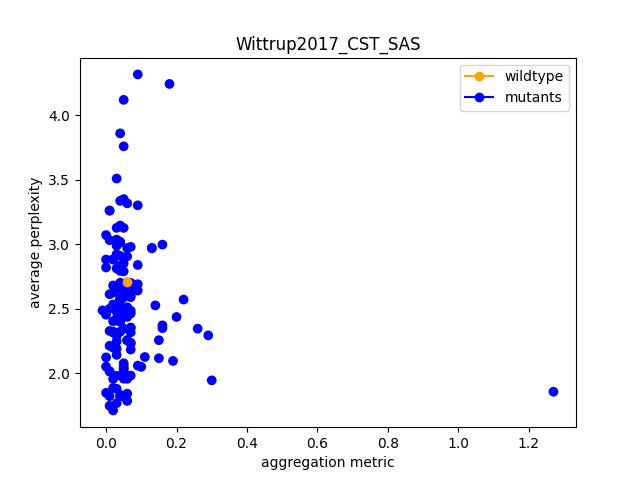 Wittrup2017_CST_SAS
wildtype
mutants
average perplexity
4.0
3.5
3.0
2.5
2.0
0.0 0.2 0.4 0.6 0.8 1.0 1.2
aggregation metric